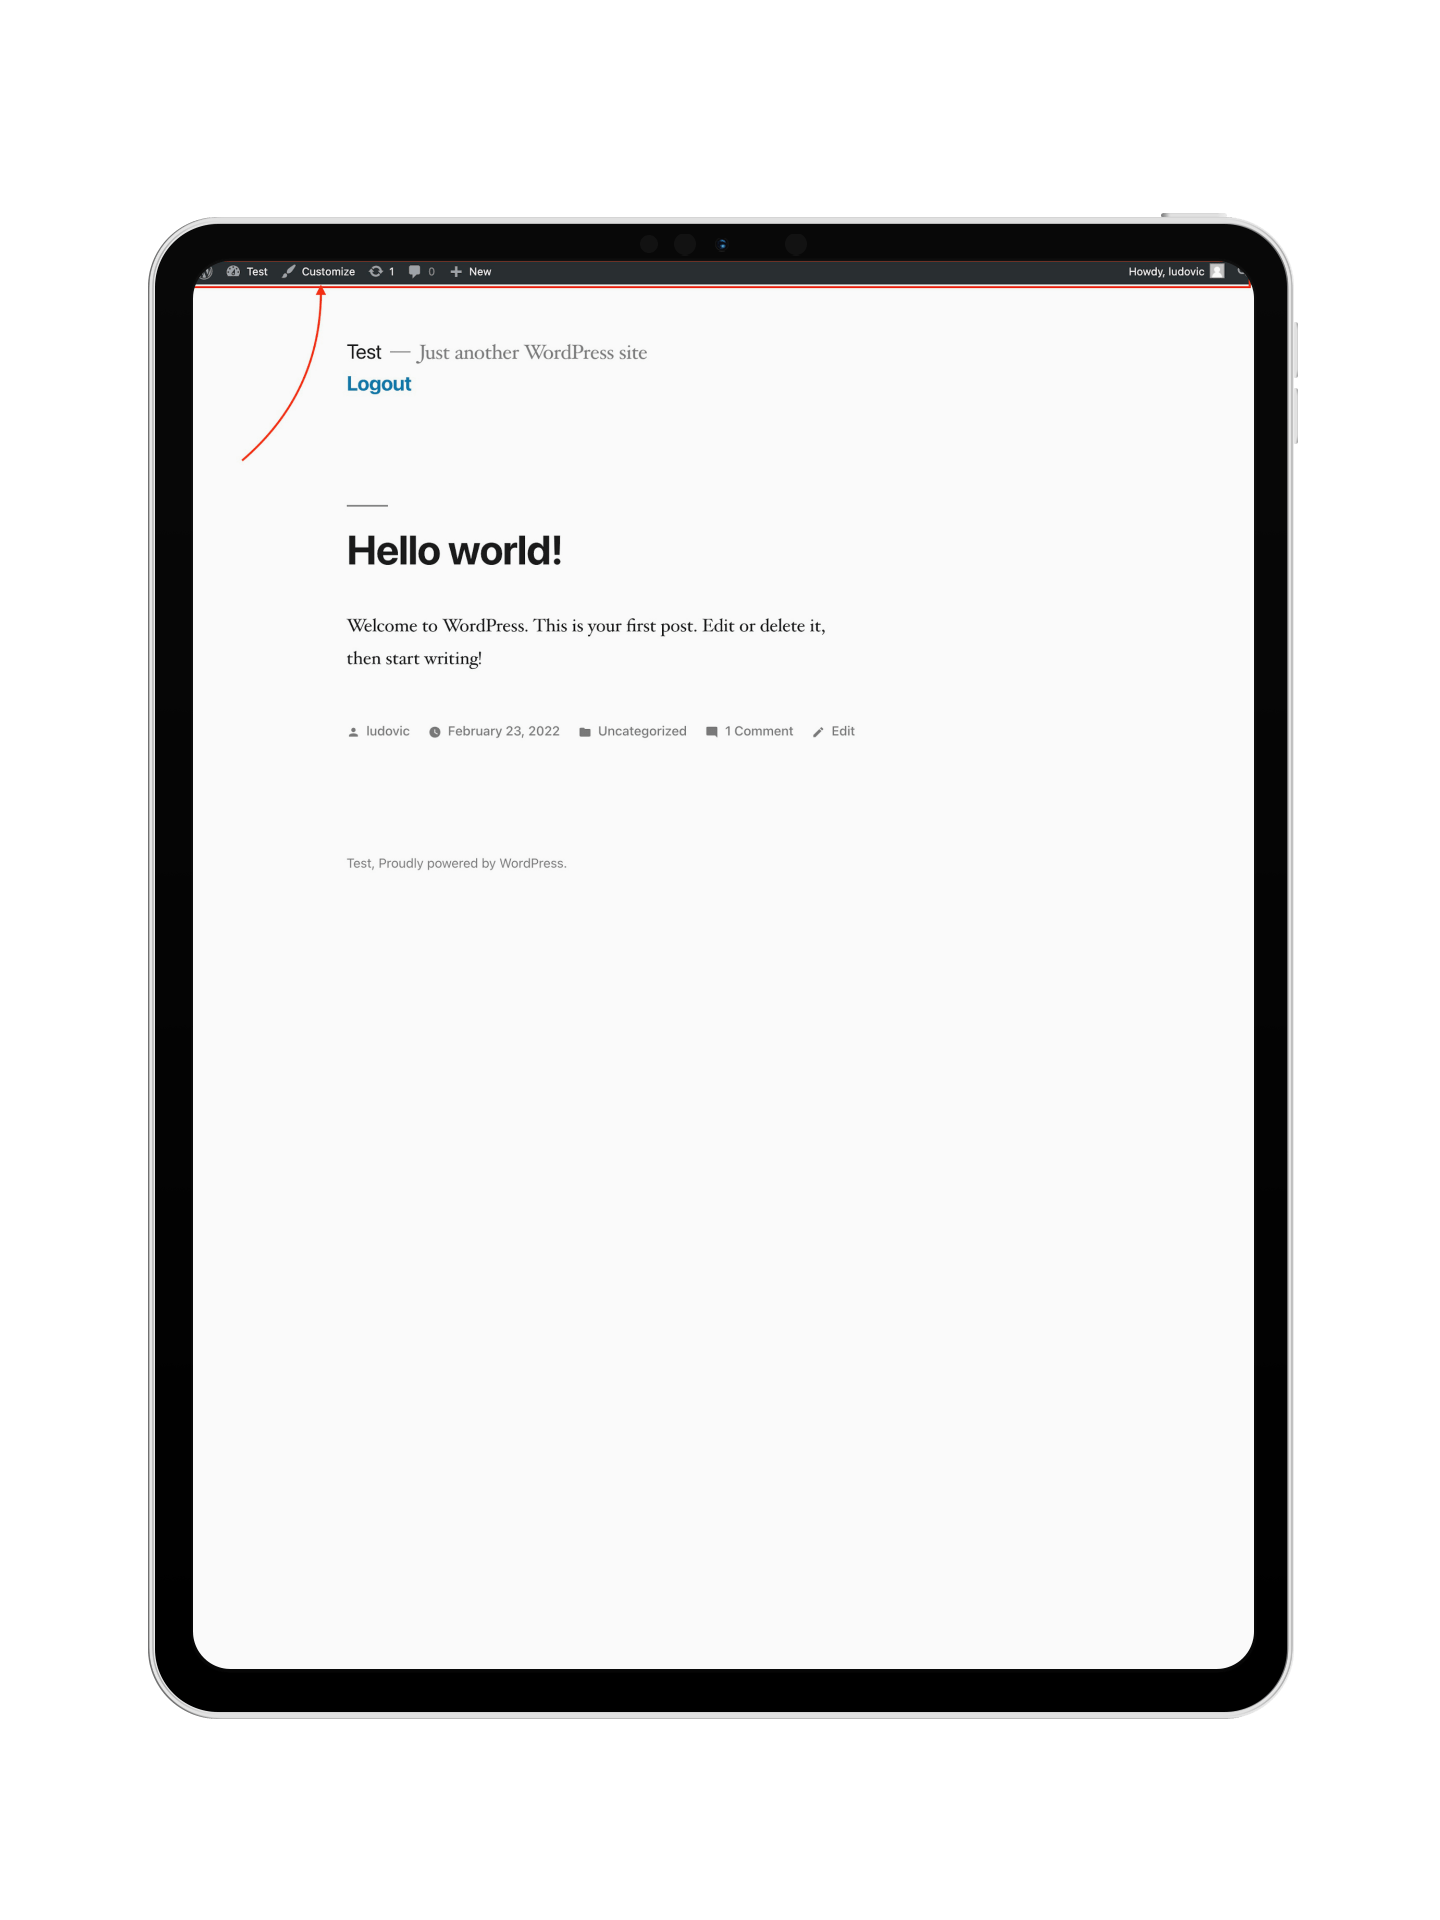 Test Customize 1 0 New Howdy, ludovic
Test — Just another WordPress site
Logout
Hello world!
Welcome to WordPress. This is your first post. Edit or delete it,
then start writing!
ludovic February 23, 2022 Uncategorized 1 Comment Edit
Test, Proudly powered by WordPress.